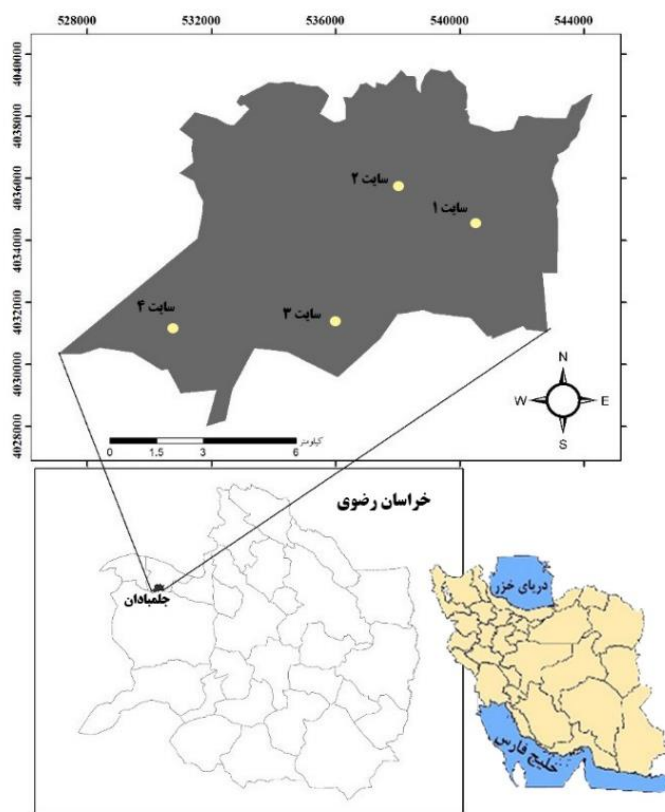 528000 532000 536000 540000 544000
4040000
4038000
4036000
4034000
4032000
4030000
4028000
سایت ۲
سایت ۱
سایت ۳
سایت ۴
N
W E
S
0 1.5 3 6 کیلومتر
خراسان رضوی
جلمبادان
دریای خزر
خلیج فارس